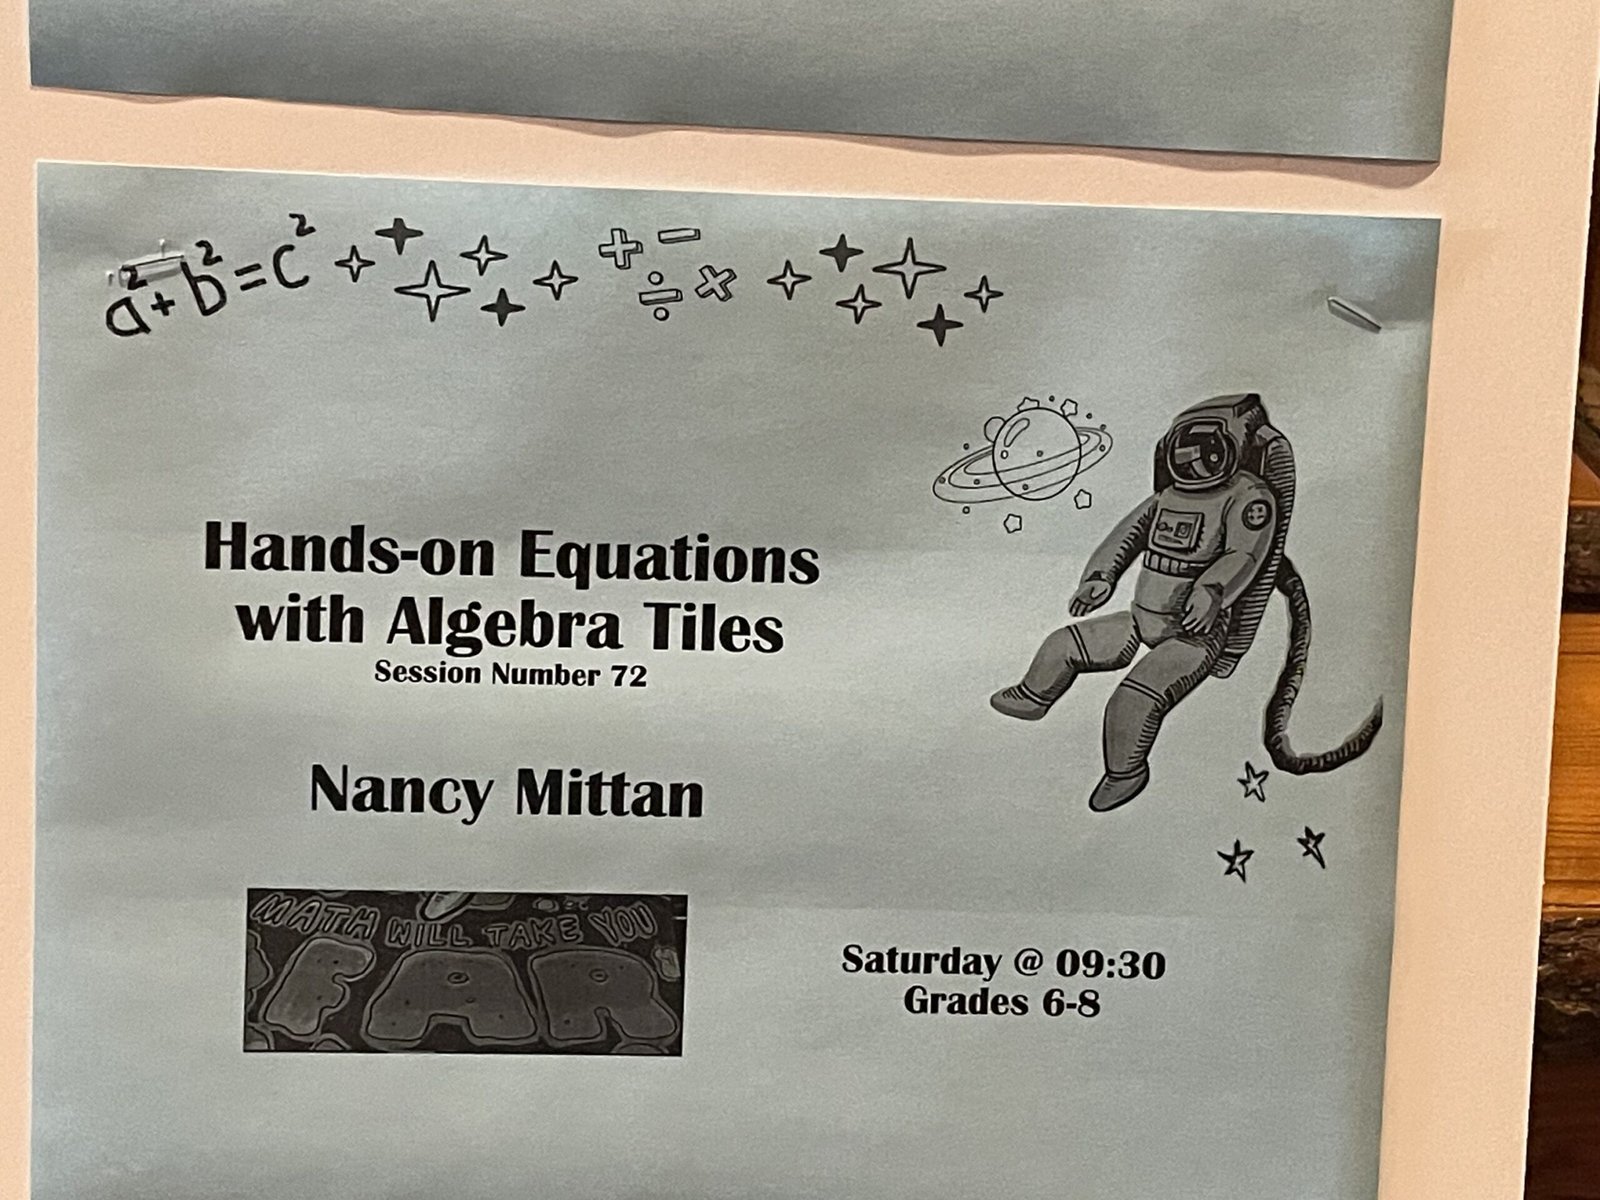 a²+b²=c²
+ −
÷ ×
Hands-on Equations
with Algebra Tiles
Session Number 72
Nancy Mittan
MATH WILL TAKE YOU
FAR
Saturday @ 09:30
Grades 6-8